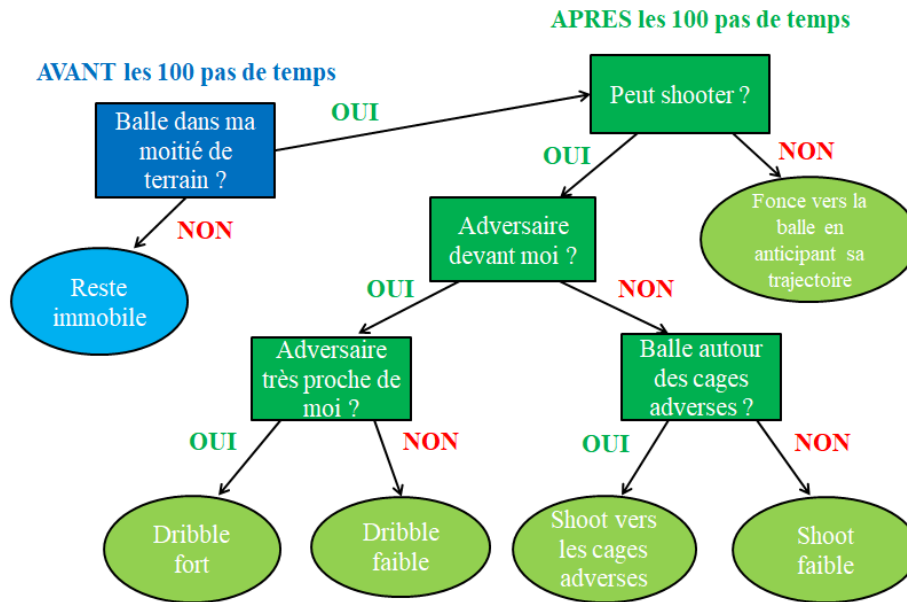 APRES les 100 pas de temps
AVANT les 100 pas de temps
Peut shooter ?
OUI
Balle dans ma
moitié de
terrain ?
OUI
NON
Fonce vers la
balle en
anticipant sa
trajectoire
NON
Adversaire
devant moi ?
Reste
immobile
OUI
NON
Adversaire
très proche de
moi ?
Balle autour
des cages
adverses ?
OUI
NON
OUI
NON
Dribble
fort
Dribble
faible
Shoot vers
les cages
adverses
Shoot
faible